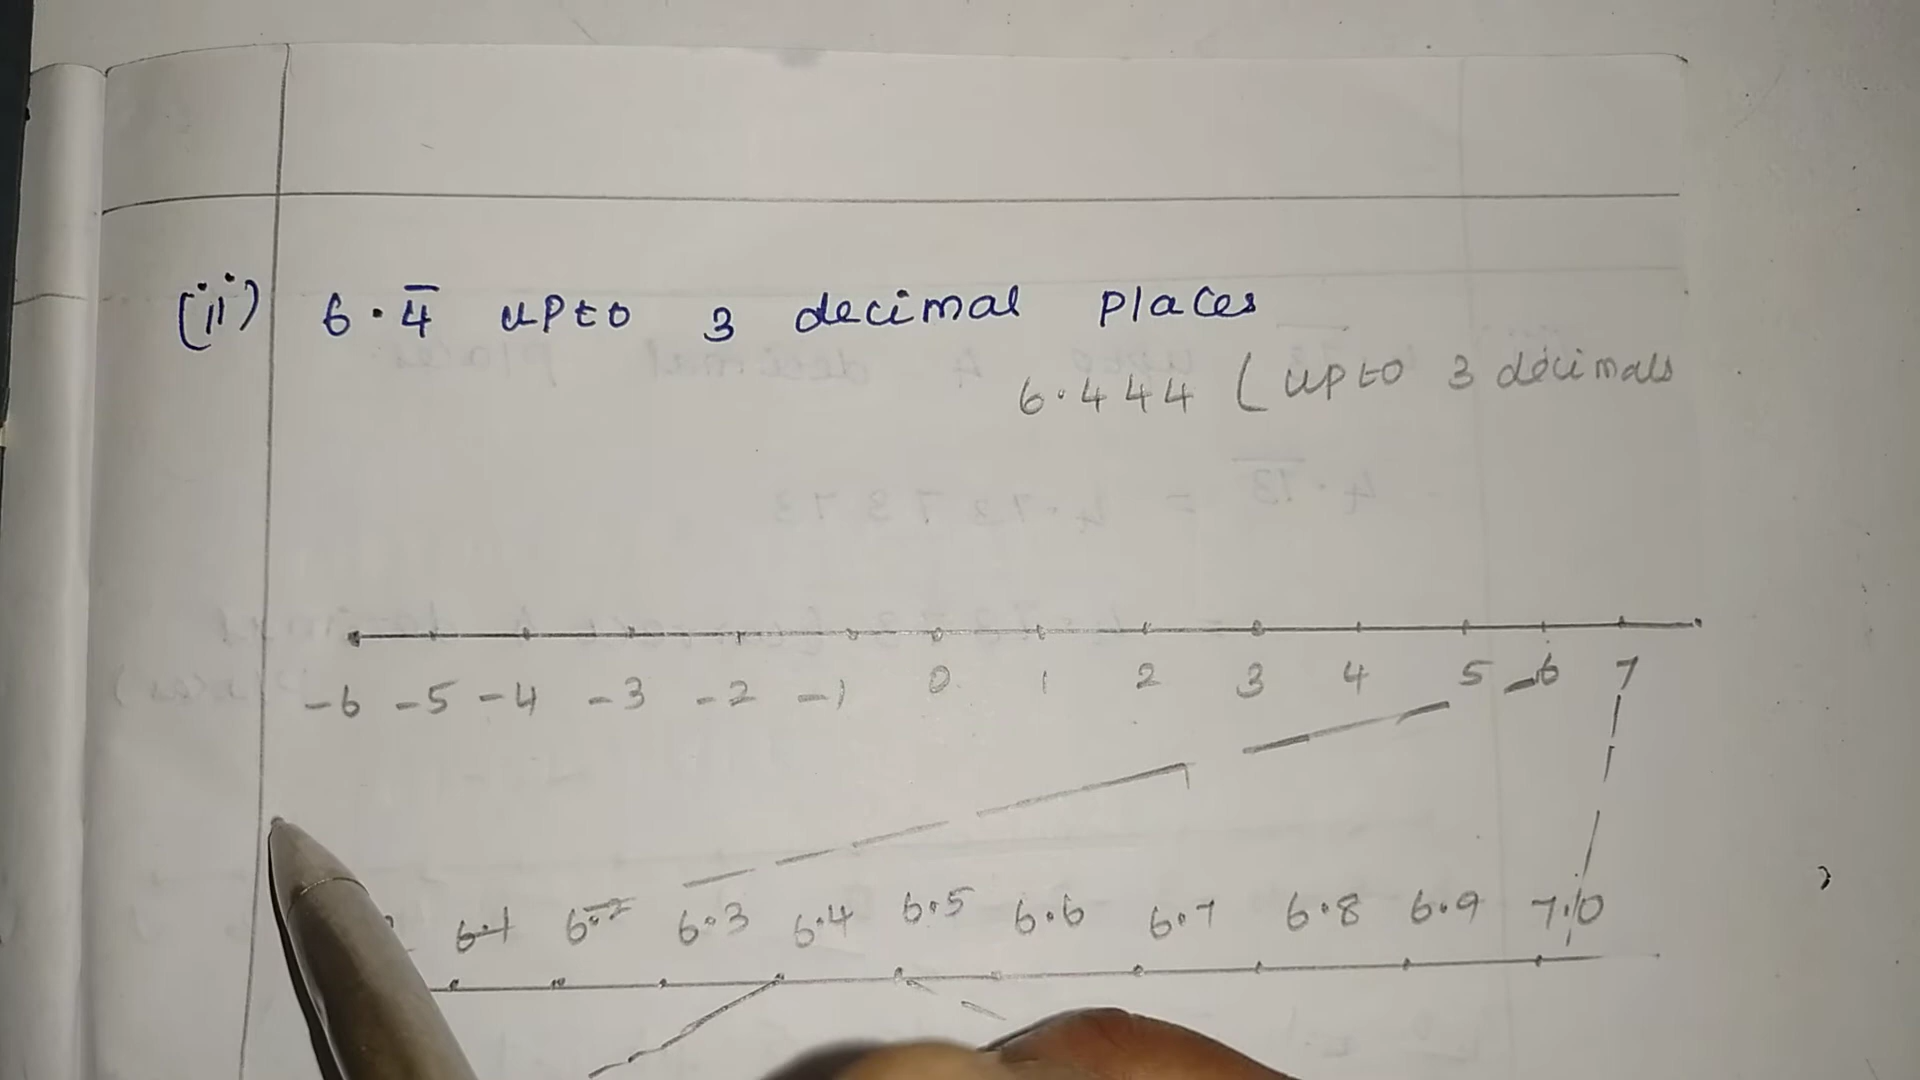 (ii) 6.4̅ upto 3 decimal places
6.444 ( upto 3 decimals
-6 -5 -4 -3 -2 -1 0 1 2 3 4 5 6 7
6.1 6.2 6.3 6.4 6.5 6.6 6.7 6.8 6.9 7.0